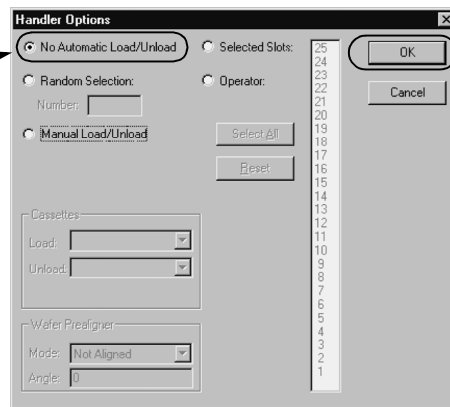 Handler Options
No Automatic Load/Unload
Selected Slots:
OK
Random Selection:
Operator:
Cancel
Number:
Manual Load/Unload
Select All
Reset
25
24
23
22
21
20
19
18
17
16
15
14
13
12
11
10
9
8
7
6
5
4
3
2
1
Cassettes
Load:
Unload:
Wafer Prealigner
Mode: Not Aligned
Angle: 0